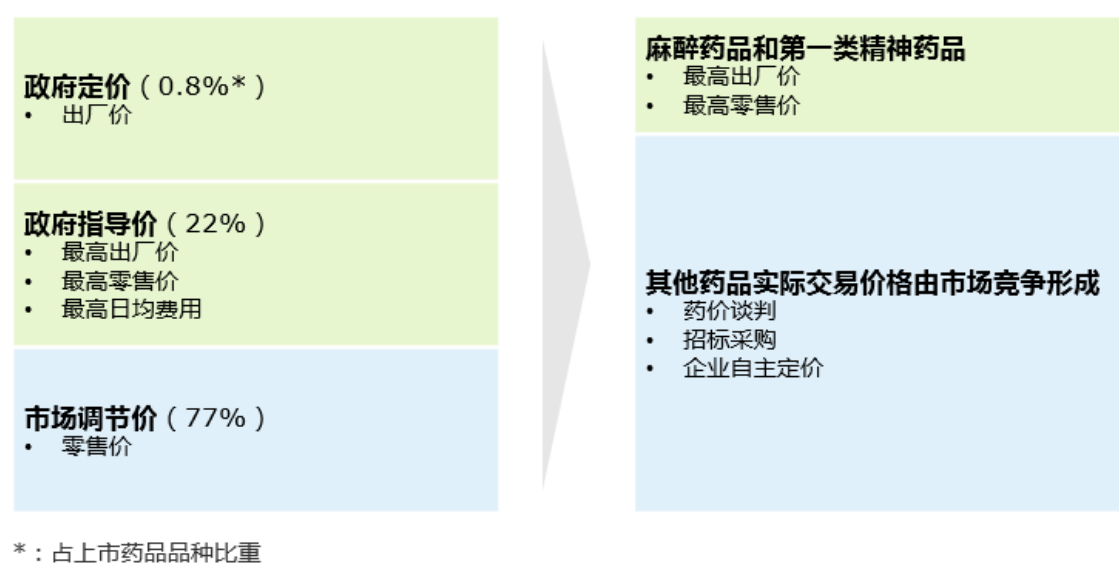 政府定价（0.8%*）
• 出厂价
政府指导价（22%）
• 最高出厂价
• 最高零售价
• 最高日均费用
市场调节价（77%）
• 零售价
麻醉药品和第一类精神药品
• 最高出厂价
• 最高零售价
其他药品实际交易价格由市场竞争形成
• 药价谈判
• 招标采购
• 企业自主定价
*：占上市药品品种比重